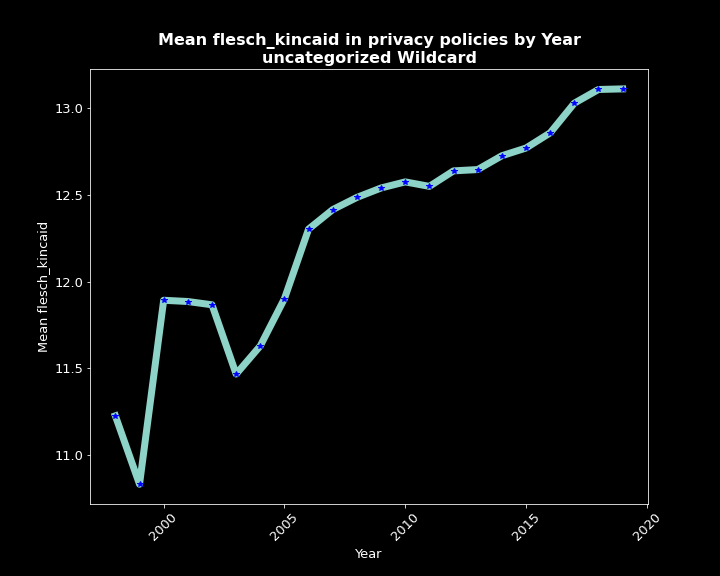 Mean flesch_kincaid in privacy policies by Year
uncategorized Wildcard
Mean flesch_kincaid
13.0
12.5
12.0
11.5
11.0
2000
2005
2010
2015
2020
Year